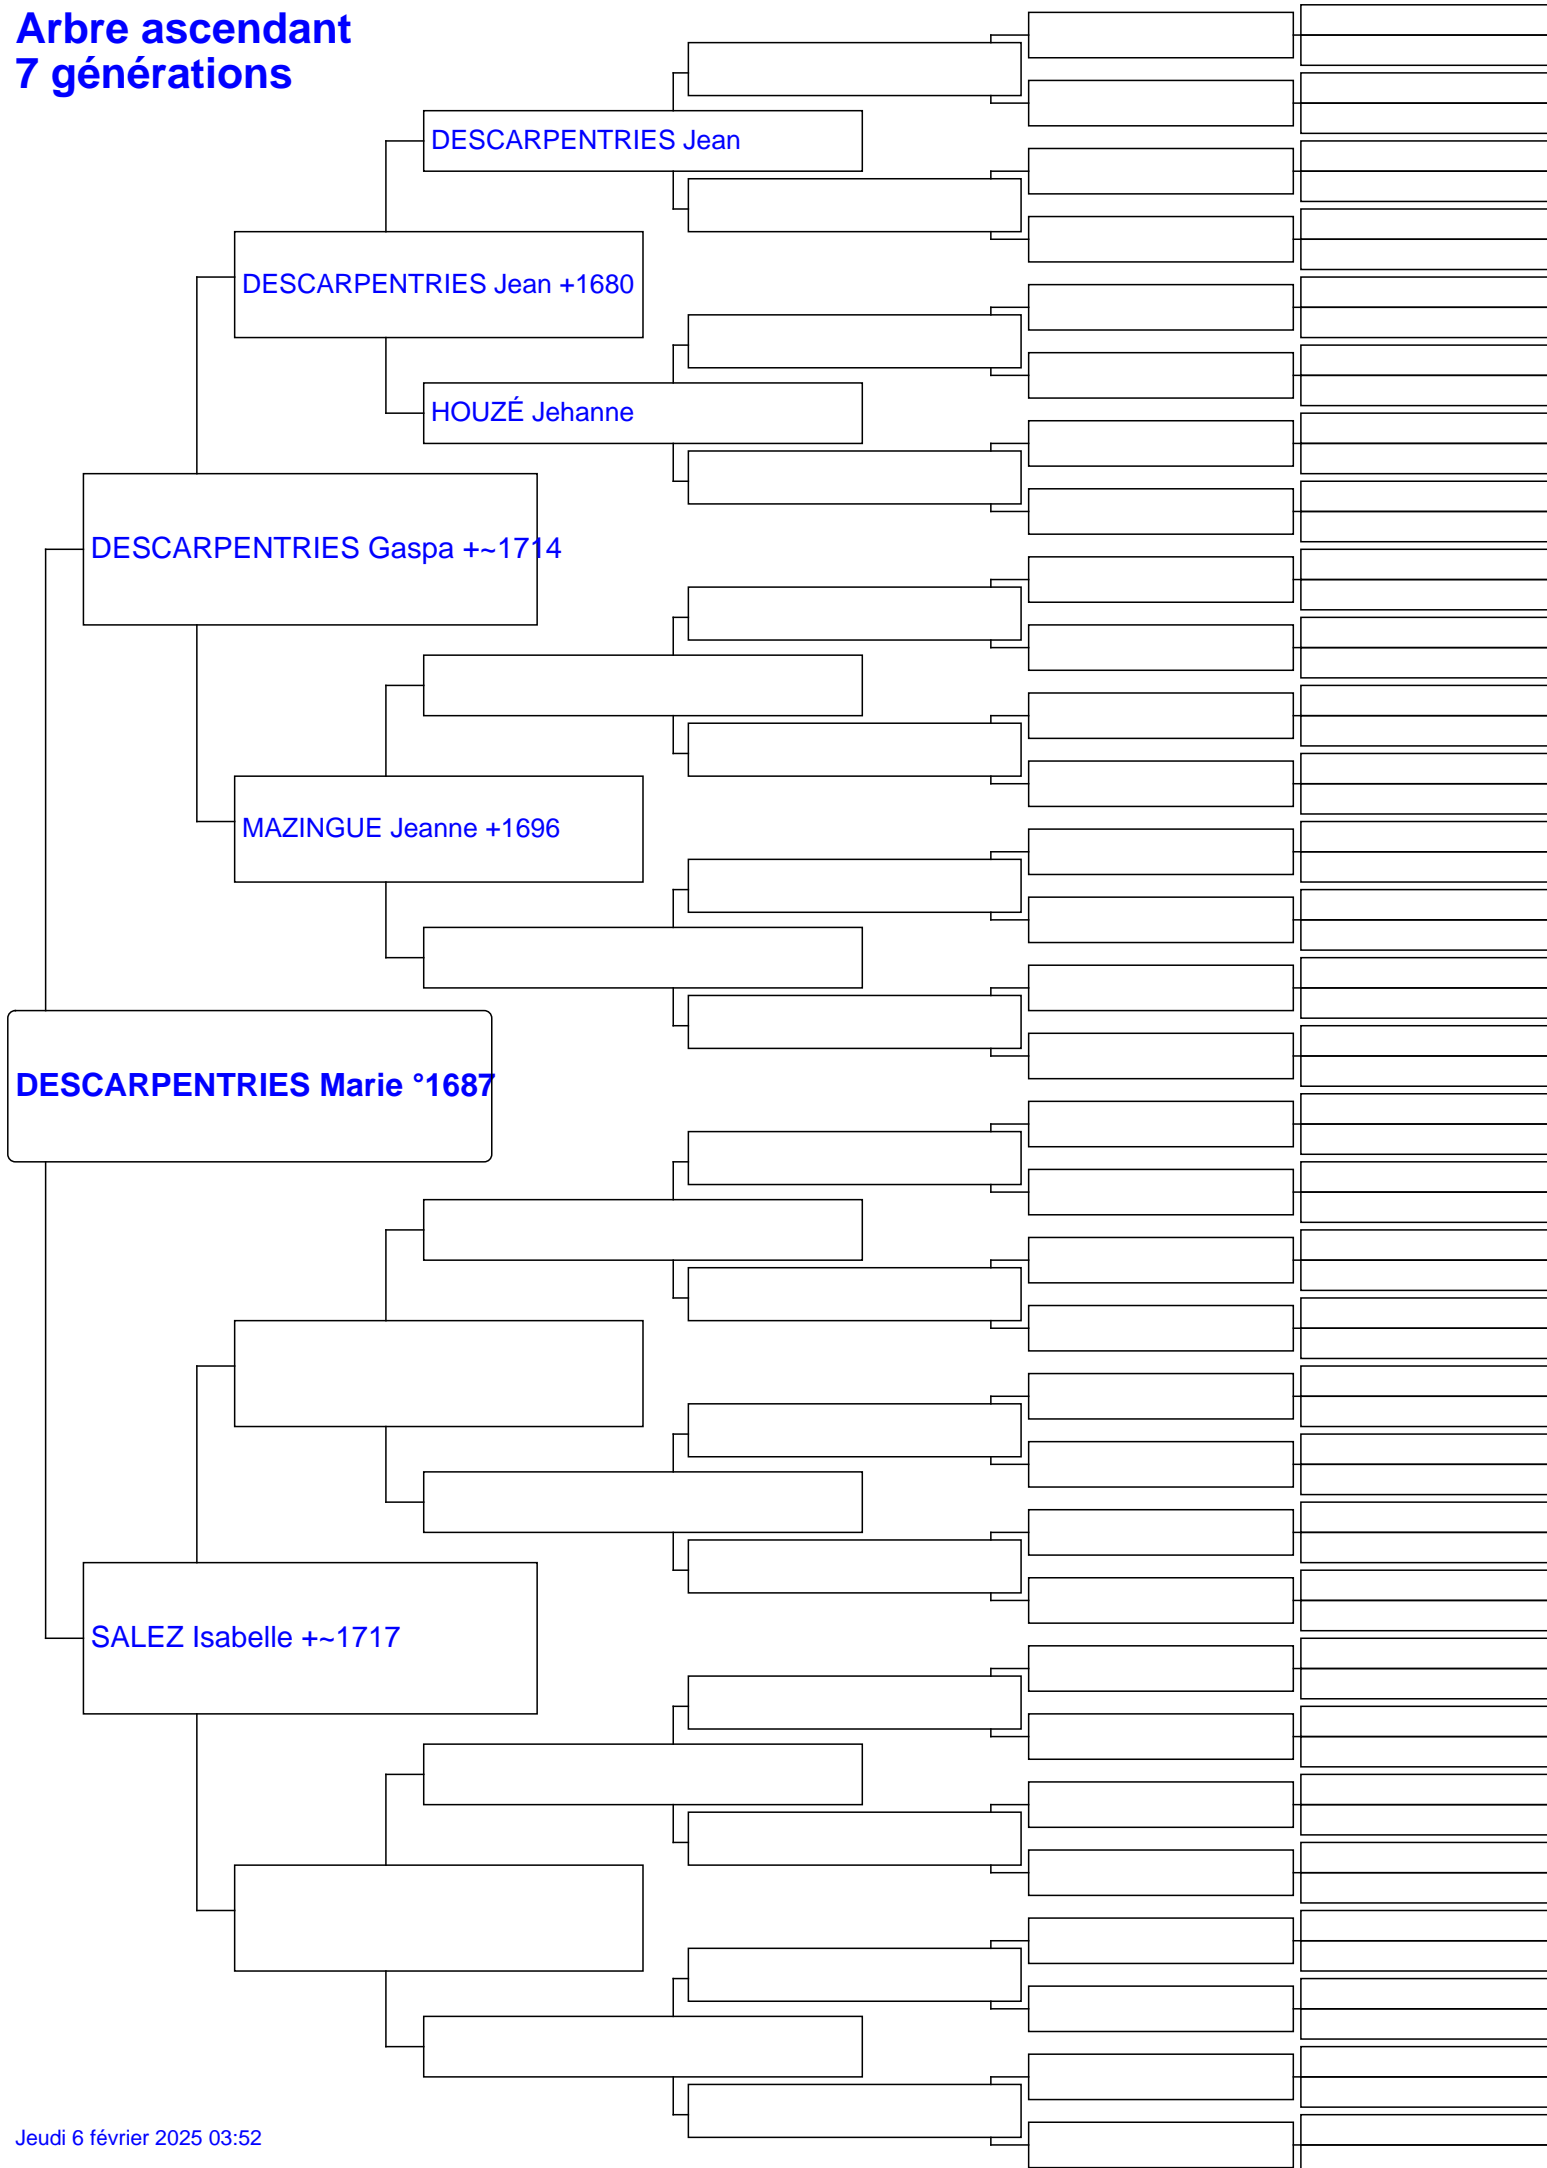 Arbre ascendant
7 générations
DESCARPENTRIES Jean
DESCARPENTRIES Jean +1680
HOUZÉ Jehanne
DESCARPENTRIES Gaspa +~1714
MAZINGUE Jeanne +1696
DESCARPENTRIES Marie °1687
SALEZ Isabelle +~1717
Jeudi 6 février 2025 03:52